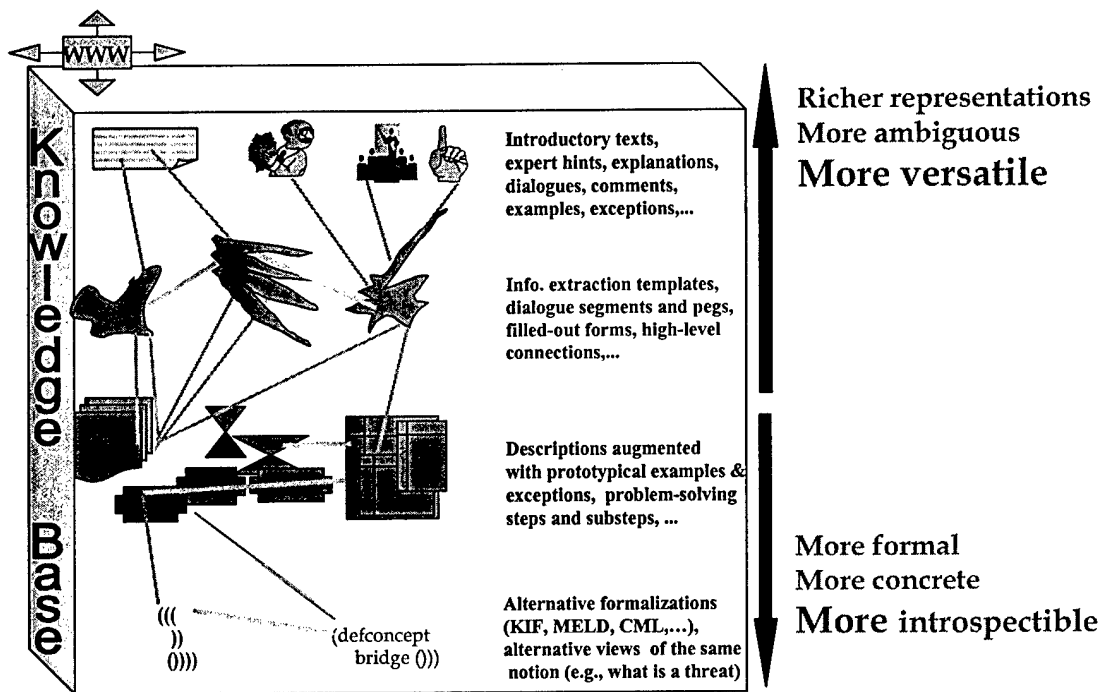 WWW
Knowledge Base
Introductory texts,
expert hints, explanations,
dialogues, comments,
examples, exceptions,...
Info. extraction templates,
dialogue segments and pegs,
filled-out forms, high-level
connections,...
Descriptions augmented
with prototypical examples &
exceptions, problem-solving
steps and substeps, ...
Alternative formalizations
(KIF, MELD, CML,...),
alternative views of the same
notion (e.g., what is a threat)
(((
))
())))
(defconcept
bridge ()))
Richer representations
More ambiguous
More versatile
More formal
More concrete
More introspectible